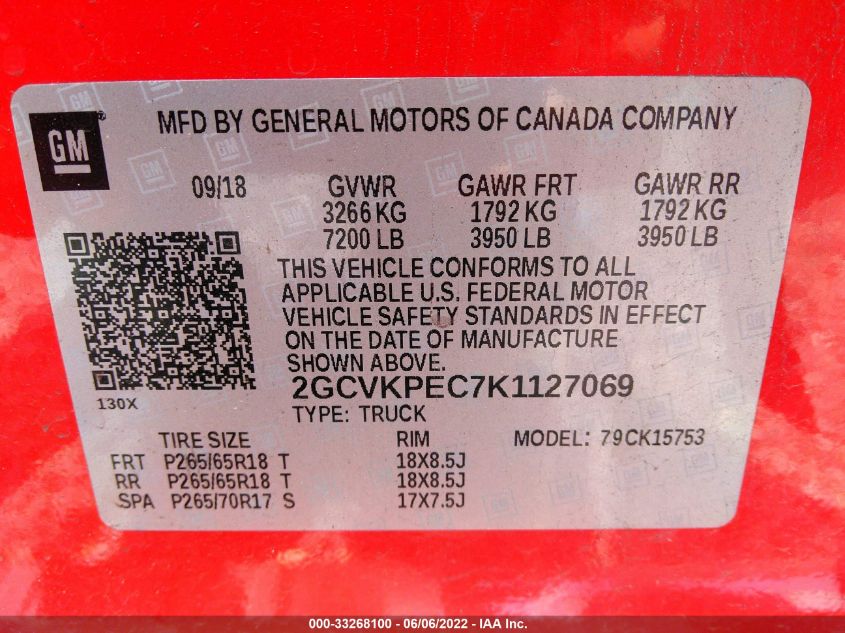 GM
MFD BY GENERAL MOTORS OF CANADA COMPANY
09/18 GVWR GAWR FRT GAWR RR
3266 KG 1792 KG 1792 KG
7200 LB 3950 LB 3950 LB
THIS VEHICLE CONFORMS TO ALL
APPLICABLE U.S. FEDERAL MOTOR
VEHICLE SAFETY STANDARDS IN EFFECT
ON THE DATE OF MANUFACTURE
SHOWN ABOVE.
2GCVKPEC7K1127069
130X
TYPE: TRUCK
TIRE SIZE RIM MODEL: 79CK15753
FRT P265/65R18 T 18X8.5J
RR P265/65R18 T 18X8.5J
SPA P265/70R17 S 17X7.5J
000-33268100 - 06/06/2022 - IAA Inc.